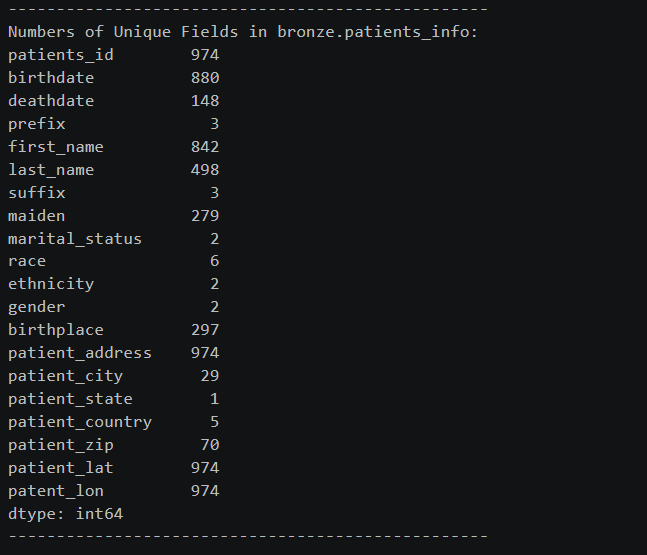 --------------------------------------------------
Numbers of Unique Fields in bronze.patients_info:
patients_id        974
birthdate          880
deathdate          148
prefix               3
first_name         842
last_name          498
suffix               3
maiden             279
marital_status       2
race                 6
ethnicity            2
gender               2
birthplace         297
patient_address    974
patient_city        29
patient_state        1
patient_country      5
patient_zip         70
patient_lat        974
patent_lon         974
dtype: int64
--------------------------------------------------